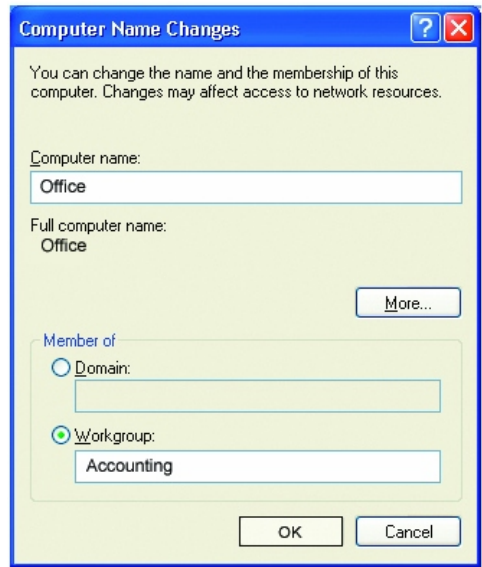 Computer Name Changes
You can change the name and the membership of this
computer. Changes may affect access to network resources.
Computer name:
Office
Full computer name:
Office
More...
Member of
Domain:
Workgroup:
Accounting
OK Cancel